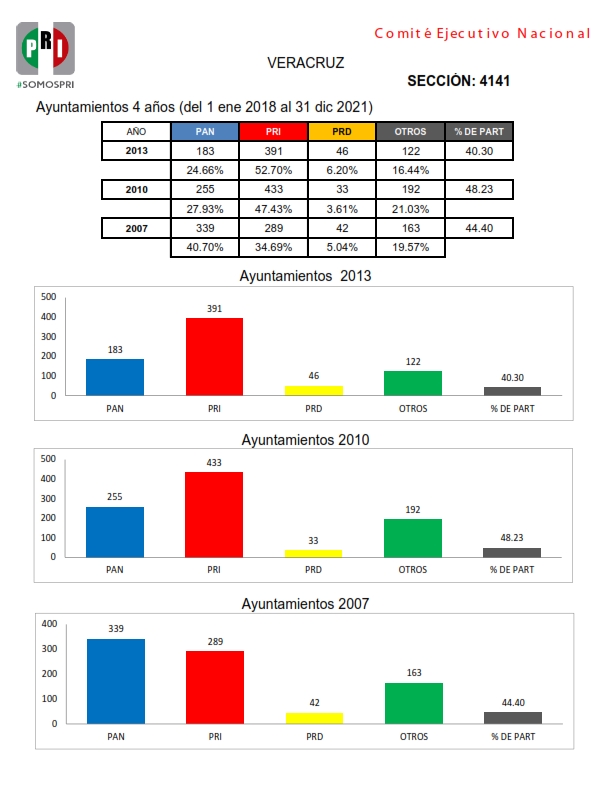 Comité Ejecutivo Nacional
PRI
#SOMOSPRI
VERACRUZ
SECCIÓN: 4141
Ayuntamientos 4 años (del 1 ene 2018 al 31 dic 2021)
AÑO PAN PRI PRD OTROS % DE PART
2013 183 391 46 122 40.30
24.66% 52.70% 6.20% 16.44%
2010 255 433 33 192 48.23
27.93% 47.43% 3.61% 21.03%
2007 339 289 42 163 44.40
40.70% 34.69% 5.04% 19.57%
Ayuntamientos 2013
500
400
300
200
100
0
183 391 46 122 40.30
PAN PRI PRD OTROS % DE PART
Ayuntamientos 2010
500
400
300
200
100
0
255 433 33 192 48.23
PAN PRI PRD OTROS % DE PART
Ayuntamientos 2007
400
300
200
100
0
339 289 42 163 44.40
PAN PRI PRD OTROS % DE PART